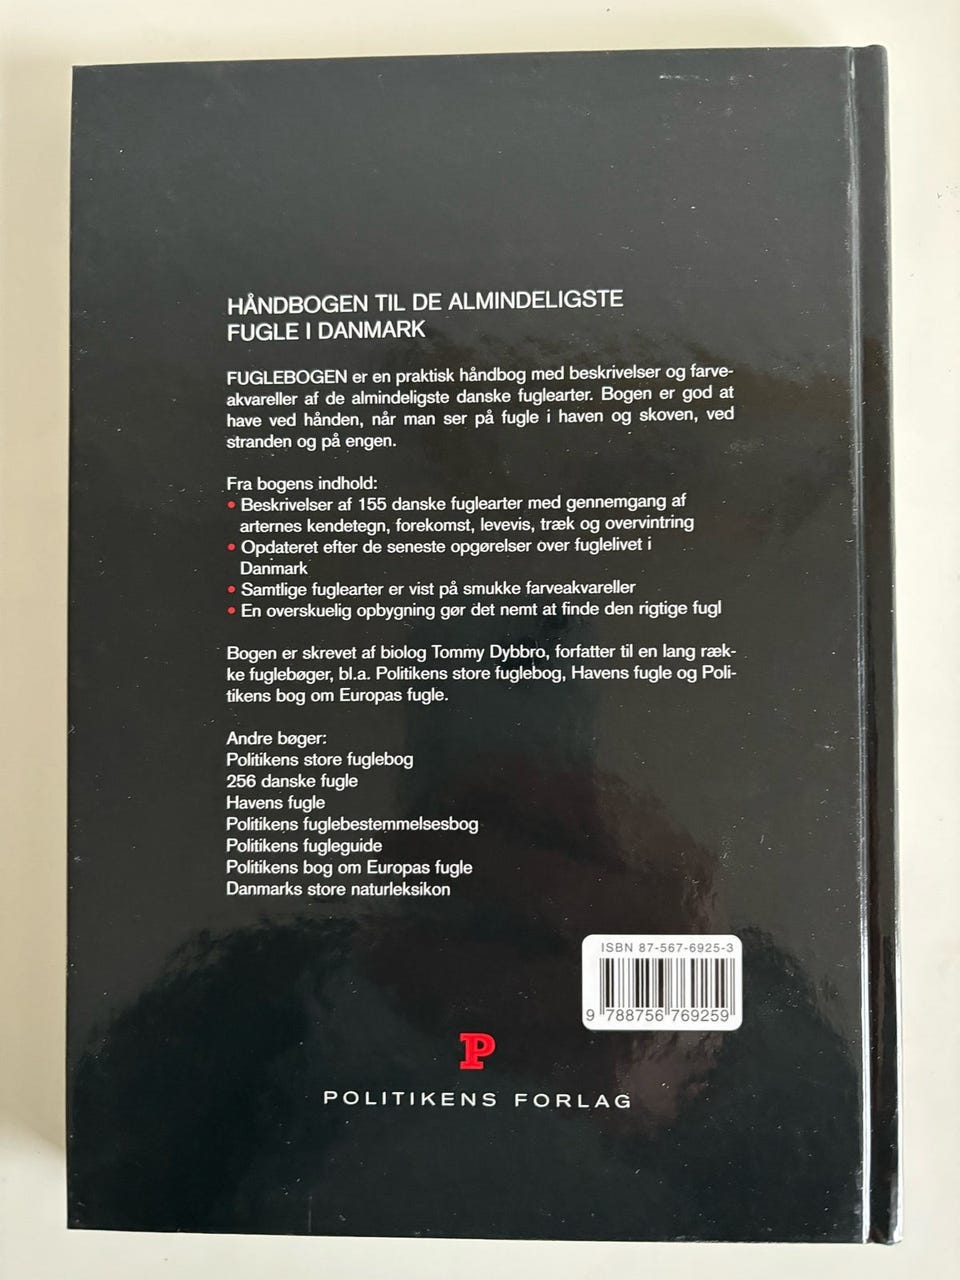 HÅNDBOGEN TIL DE ALMINDELIGSTE
FUGLE I DANMARK
FUGLEBOGEN er en praktisk håndbog med beskrivelser og farve-
akvareller af de almindeligste danske fuglearter. Bogen er god at
have ved hånden, når man ser på fugle i haven og skoven, ved
stranden og på engen.
Fra bogens indhold:
• Beskrivelser af 155 danske fuglearter med gennemgang af
arternes kendetegn, forekomst, levevis, træk og overvintring
• Opdateret efter de seneste opgørelser over fuglelivet i
Danmark
• Samtlige fuglearter er vist på smukke farveakvareller
• En overskuelig opbygning gør det nemt at finde den rigtige fugl
Bogen er skrevet af biolog Tommy Dybbro, forfatter til en lang ræk-
ke fuglebøger, bl.a. Politikens store fuglebog, Havens fugle og Poli-
tikens bog om Europas fugle.
Andre bøger:
Politikens store fuglebog
256 danske fugle
Havens fugle
Politikens fuglebestemmelsesbog
Politikens fugleguide
Politikens bog om Europas fugle
Danmarks store naturleksikon
ISBN 87-567-6925-3
9 788756 769259
P
POLITIKENS FORLAG